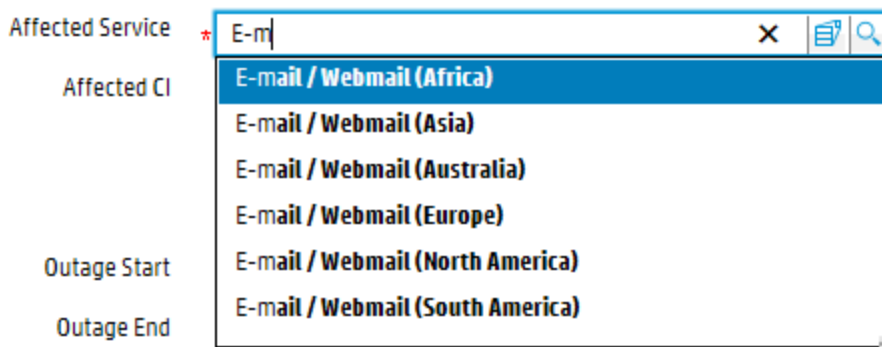 Affected Service * E-m
E-mail / Webmail (Africa)
Affected CI
E-mail / Webmail (Asia)
E-mail / Webmail (Australia)
E-mail / Webmail (Europe)
Outage Start E-mail / Webmail (North America)
E-mail / Webmail (South America)
Outage End